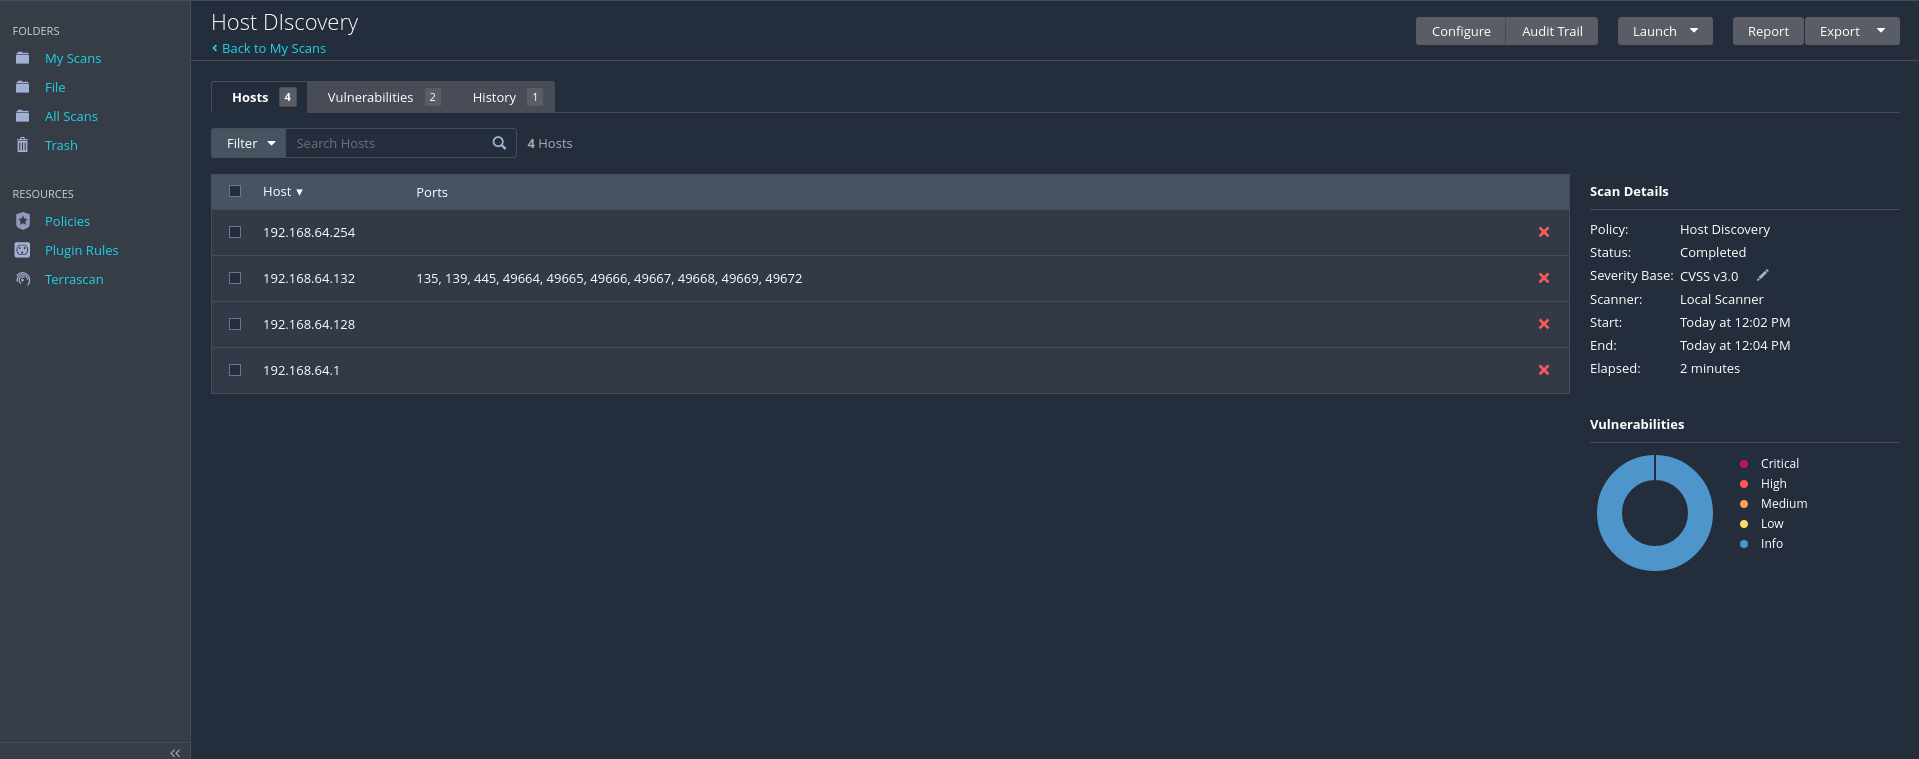 FOLDERS
My Scans
File
All Scans
Trash
RESOURCES
Policies
Plugin Rules
Terrascan
Host DIscovery
Back to My Scans
Configure Audit Trail Launch Report Export
Hosts 4 Vulnerabilities 2 History 1
Filter Search Hosts 4 Hosts
Host Ports
192.168.64.254
192.168.64.132 135, 139, 445, 49664, 49665, 49666, 49667, 49668, 49669, 49672
192.168.64.128
192.168.64.1
Scan Details
Policy: Host Discovery
Status: Completed
Severity Base: CVSS v3.0
Scanner: Local Scanner
Start: Today at 12:02 PM
End: Today at 12:04 PM
Elapsed: 2 minutes
Vulnerabilities
Critical
High
Medium
Low
Info